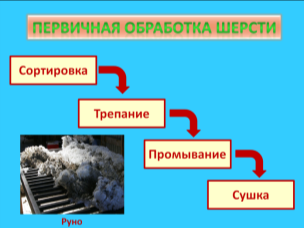 ПЕРВИЧНАЯ ОБРАБОТКА ШЕРСТИ
Сортировка
Трепание
Промывание
Сушка
Руно